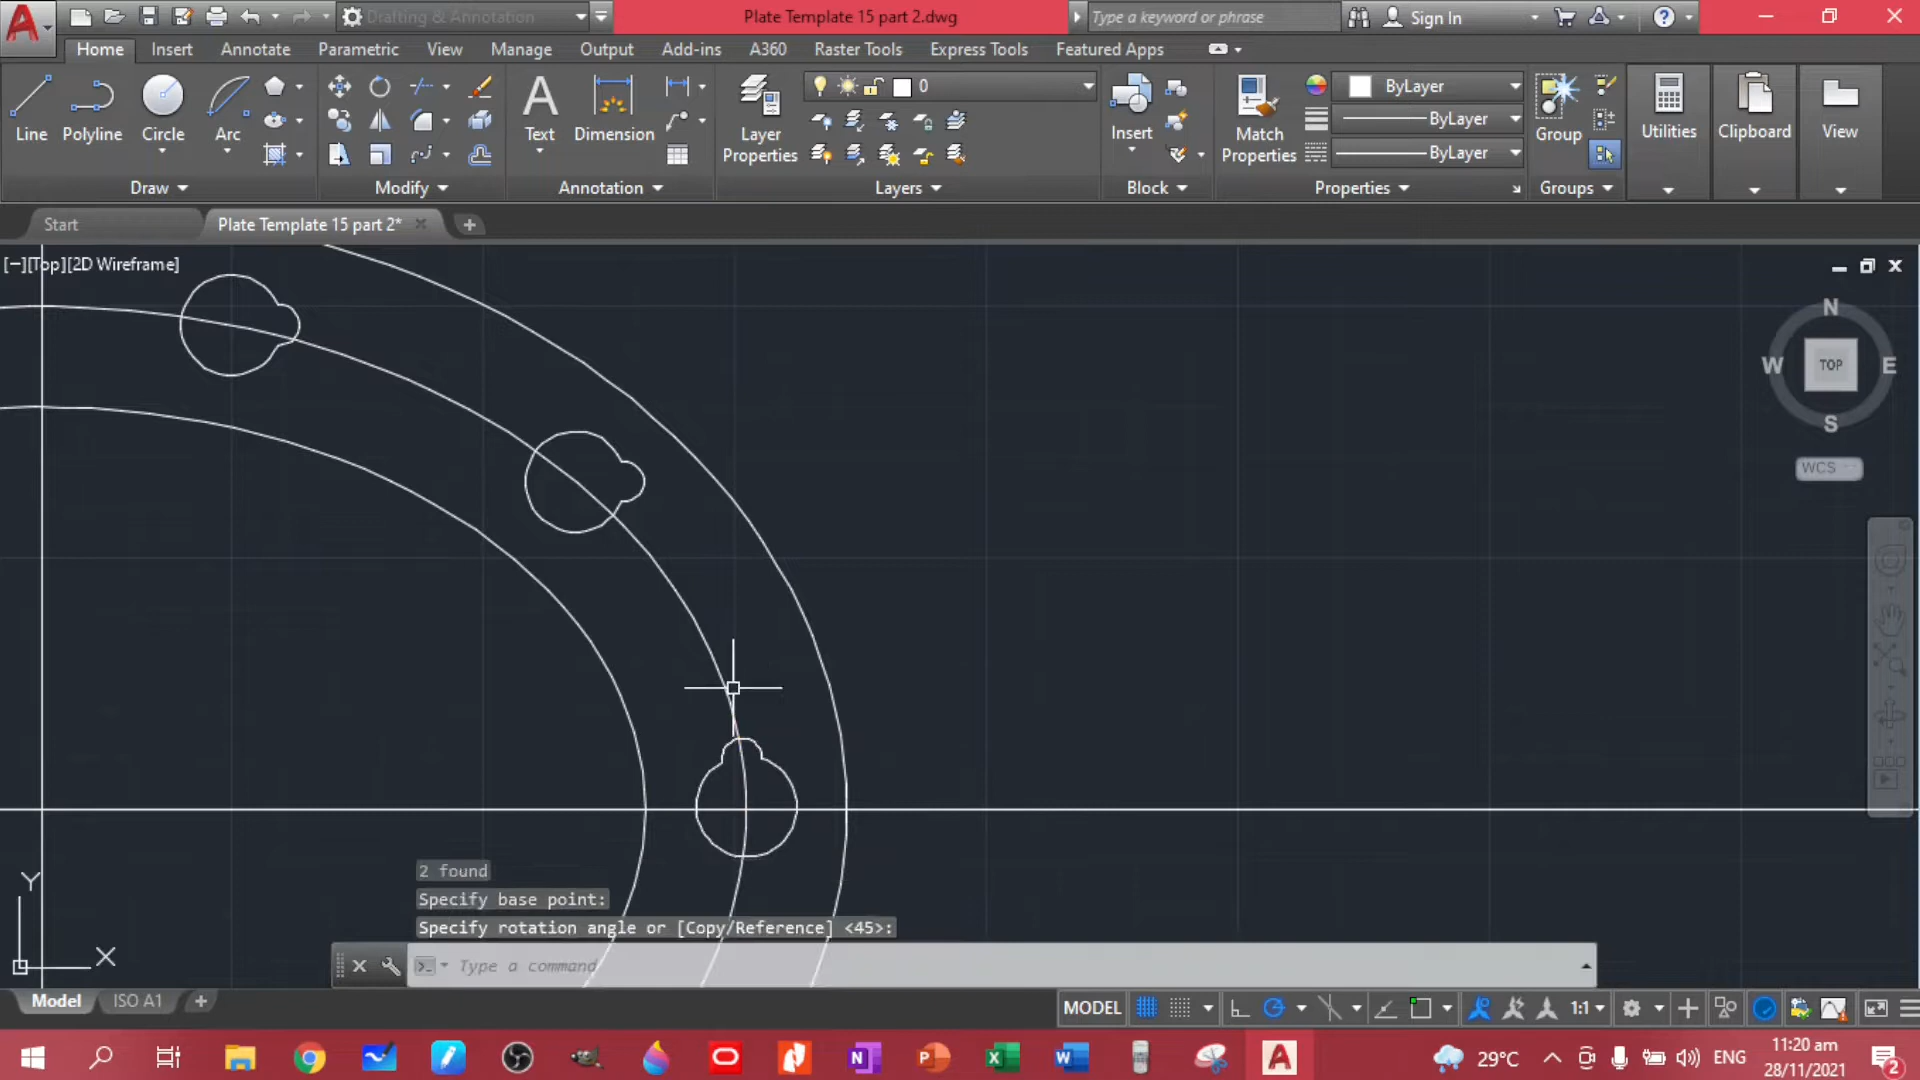 Drafting & Annotation
Plate Template 15 part 2.dwg
Type a keyword or phrase
Sign In
Home Insert Annotate Parametric View Manage Output Add-ins A360 Raster Tools Express Tools Featured Apps
0
ByLayer
Line Polyline Circle Arc
Text Dimension
Layer Properties
Insert
Match Properties
ByLayer
ByLayer
Group
Utilities Clipboard View
Draw Modify Annotation Layers Block Properties Groups
Start
Plate Template 15 part 2*
[−][Top][2D Wireframe]
N
W TOP E
S
WCS
2 found
Specify base point:
Specify rotation angle or [Copy/Reference] <45>:
Y
X
Type a command
Model ISO A1
MODEL
1:1
29°C
ENG
11:20 am
28/11/2021
2